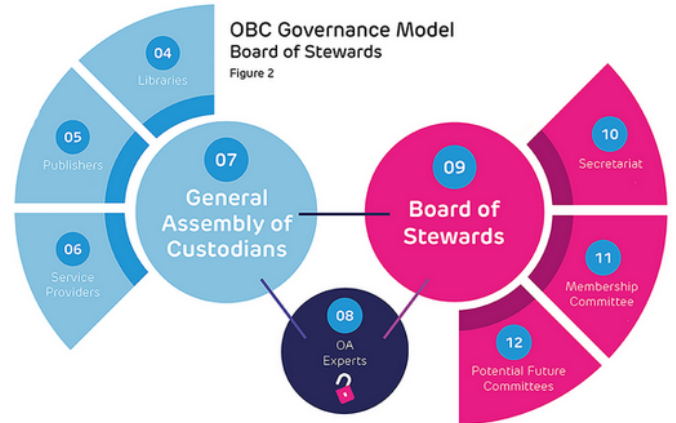 OBC Governance Model
Board of Stewards
Figure 2
04
Libraries
05
Publishers
06
Service
Providers
07
General
Assembly of
Custodians
08
OA
Experts
09
Board of
Stewards
10
Secretariat
11
Membership
Committee
12
Potential Future
Committees